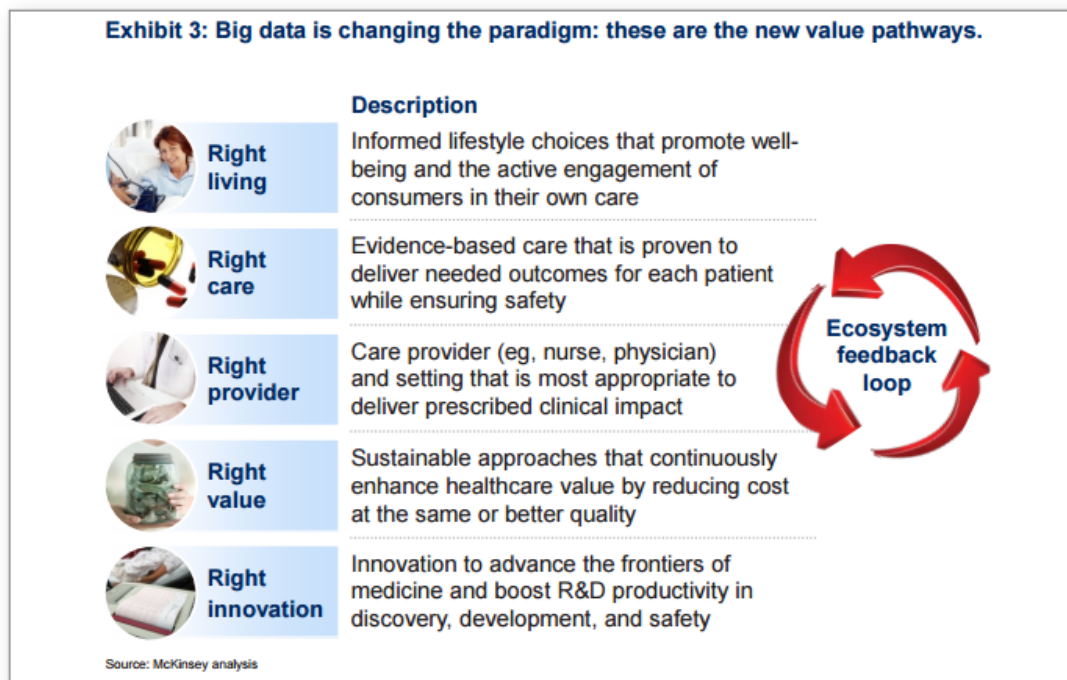 Exhibit 3: Big data is changing the paradigm: these are the new value pathways.
Description
Right
living
Informed lifestyle choices that promote well-
being and the active engagement of
consumers in their own care
Right
care
Evidence-based care that is proven to
deliver needed outcomes for each patient
while ensuring safety
Right
provider
Care provider (eg, nurse, physician)
and setting that is most appropriate to
deliver prescribed clinical impact
Right
value
Sustainable approaches that continuously
enhance healthcare value by reducing cost
at the same or better quality
Right
innovation
Innovation to advance the frontiers of
medicine and boost R&D productivity in
discovery, development, and safety
Ecosystem
feedback
loop
Source: McKinsey analysis